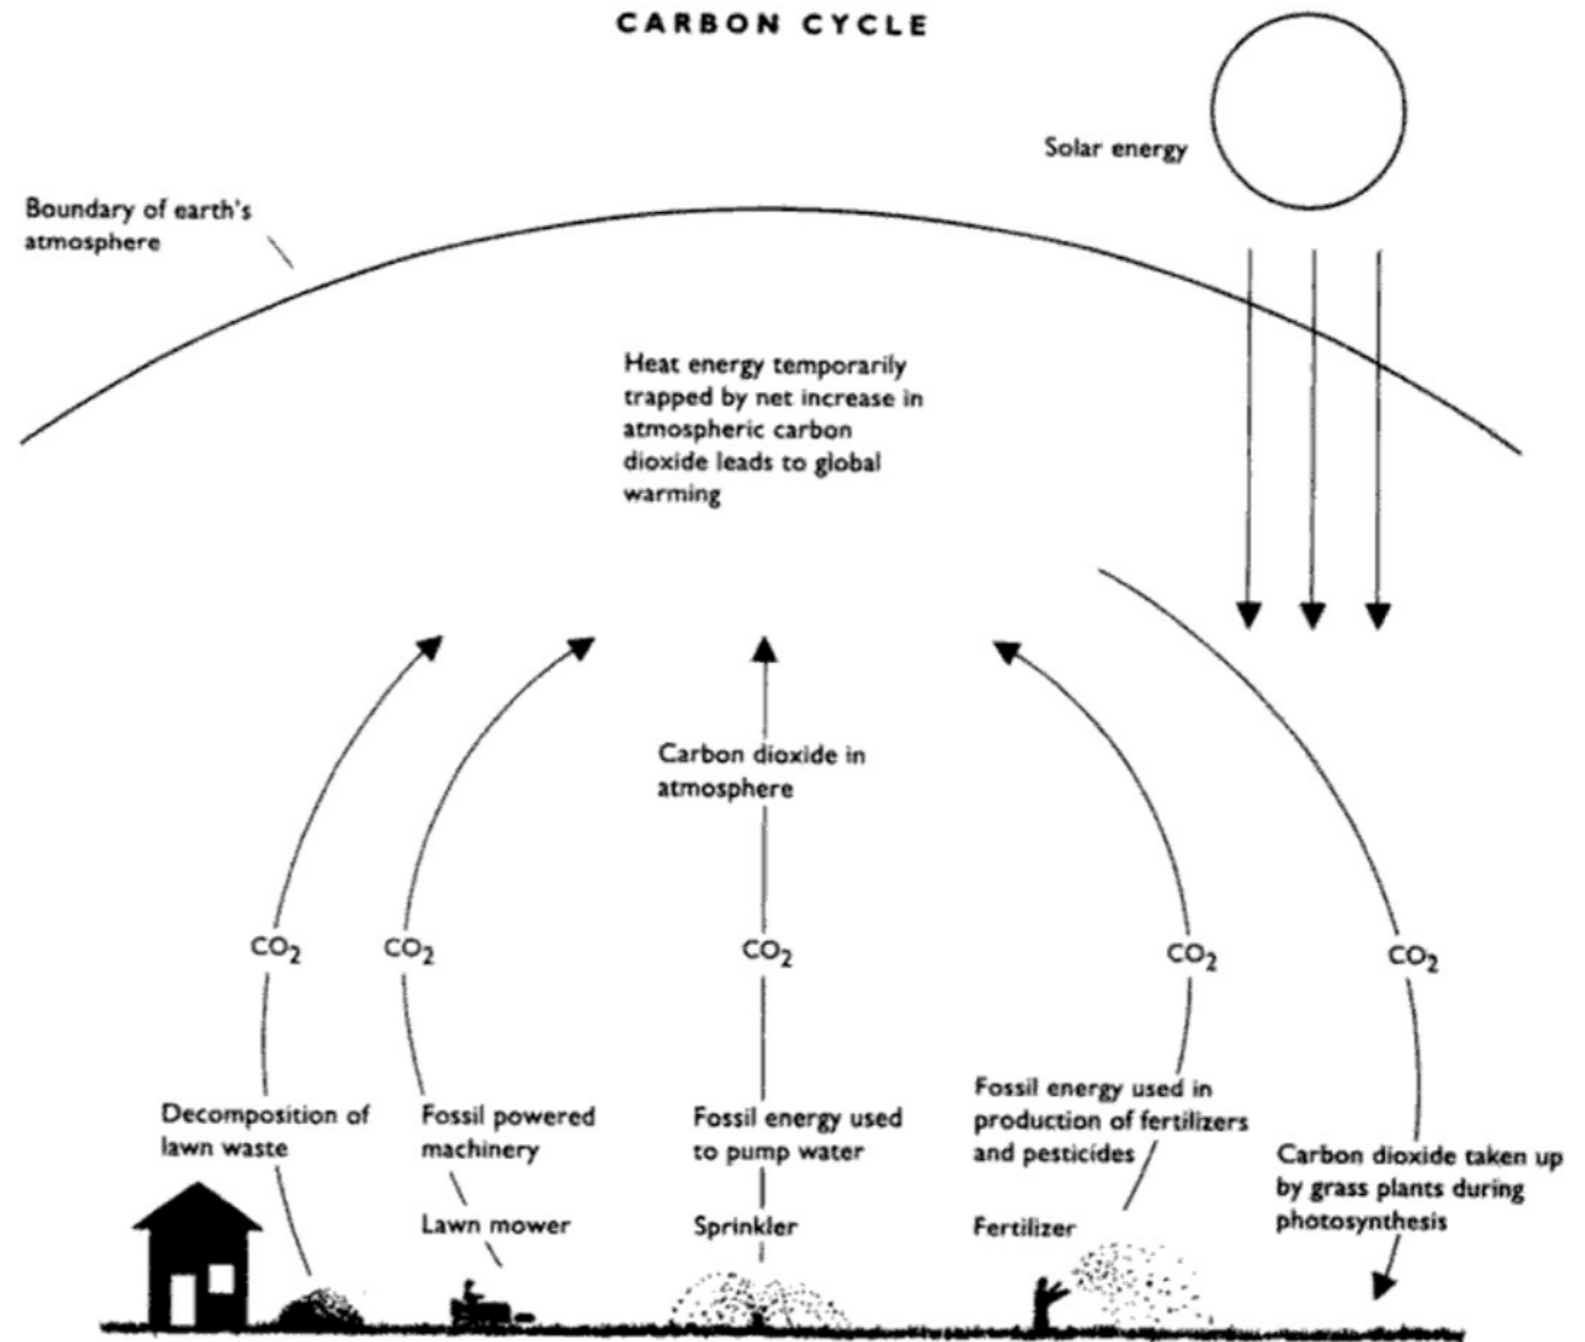 CARBON CYCLE
Solar energy
Boundary of earth's
atmosphere
Heat energy temporarily
trapped by net increase in
atmospheric carbon
dioxide leads to global
warming
Carbon dioxide in
atmosphere
CO₂
CO₂
CO₂
CO₂
CO₂
Decomposition of
lawn waste
Fossil powered
machinery
Lawn mower
Fossil energy used
to pump water
Sprinkler
Fossil energy used in
production of fertilizers
and pesticides
Fertilizer
Carbon dioxide taken up
by grass plants during
photosynthesis